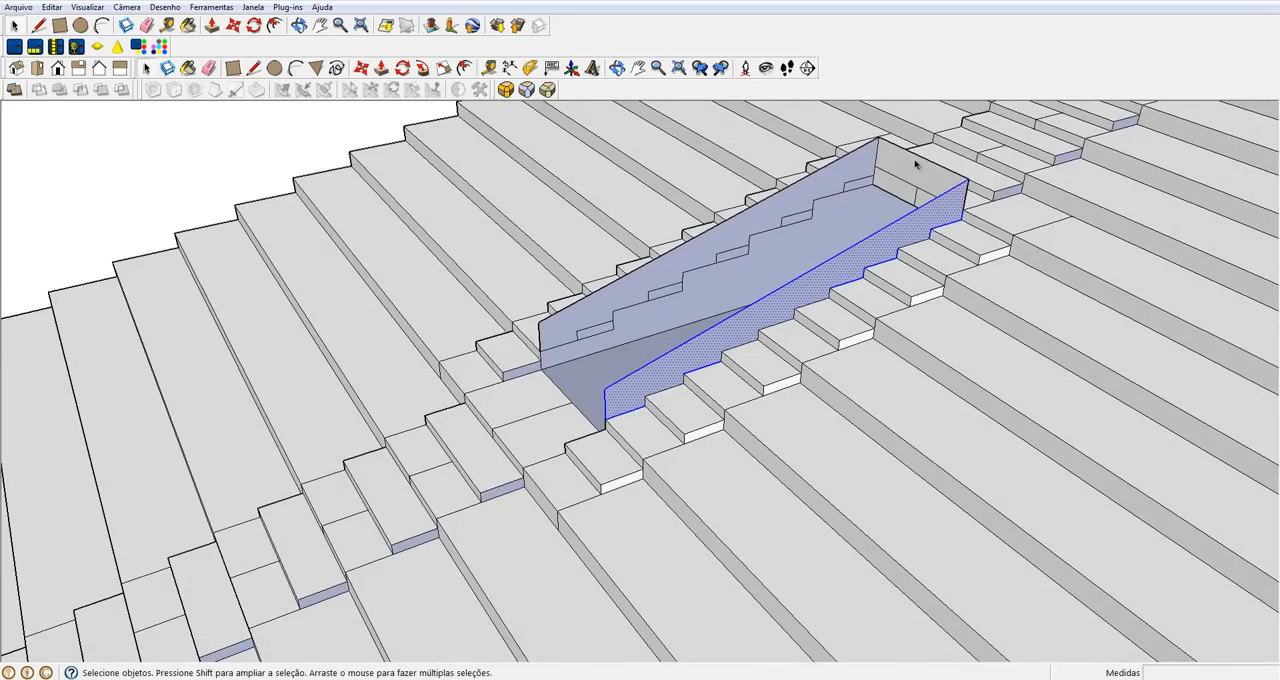 Arquivo Editar Visualizar Câmera Desenho Ferramentas Janela Plug-ins Ajuda
Selecione objetos. Pressione Shift para ampliar a seleção. Arraste o mouse para fazer múltiplas seleções. Medidas